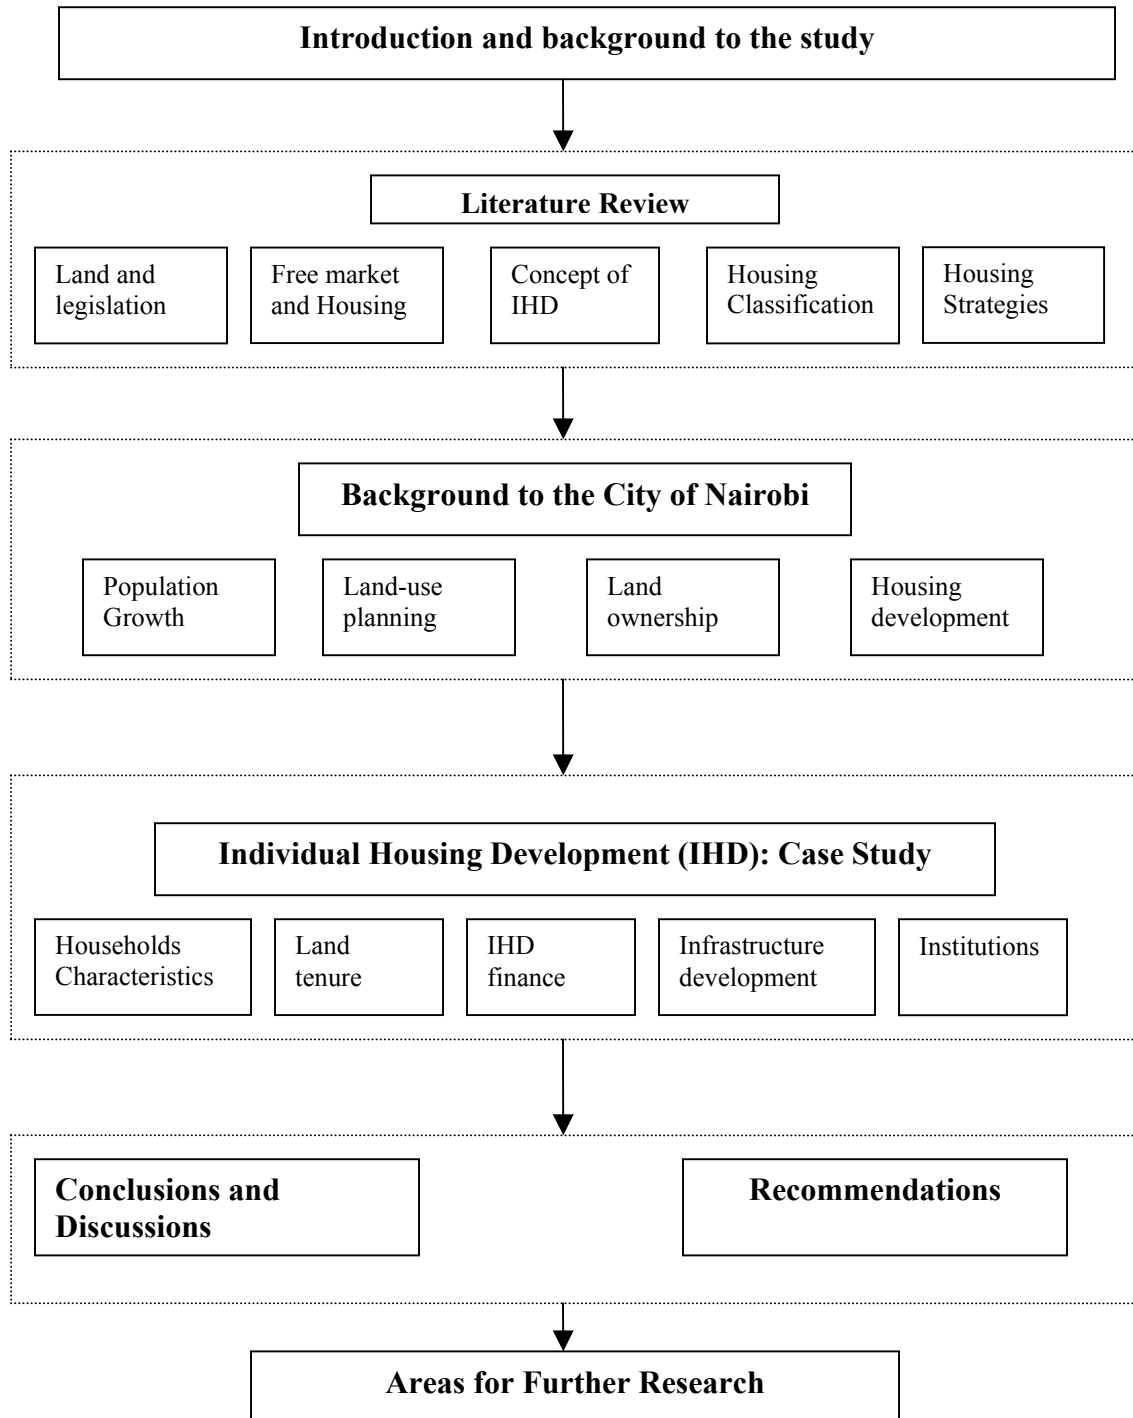 Introduction and background to the study
Literature Review
Land and
legislation
Free market
and Housing
Concept of
IHD
Housing
Classification
Housing
Strategies
Background to the City of Nairobi
Population
Growth
Land-use
planning
Land
ownership
Housing
development
Individual Housing Development (IHD): Case Study
Households
Characteristics
Land
tenure
IHD
finance
Infrastructure
development
Institutions
Conclusions and
Discussions
Recommendations
Areas for Further Research